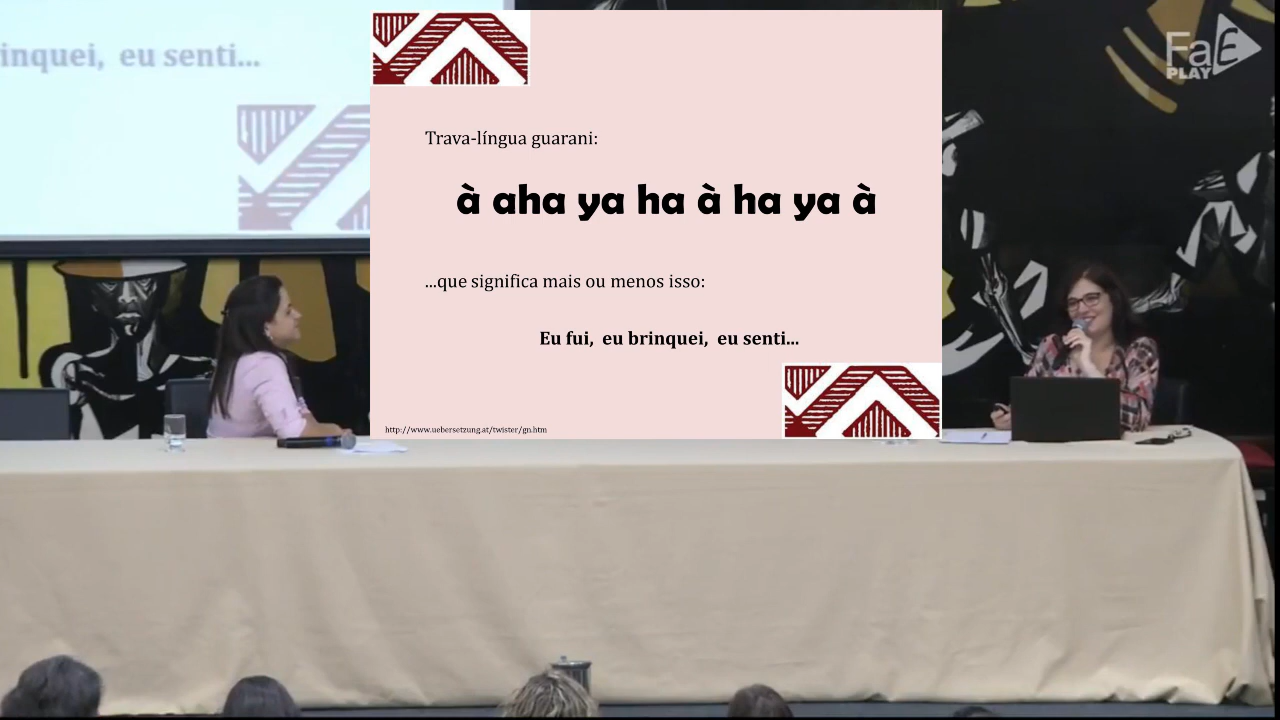 inquei, eu senti...
FaE
PLAY
Trava-língua guarani:
à aha ya ha à ha ya à
...que significa mais ou menos isso:
Eu fui, eu brinquei, eu senti...
http://www.uebersetzung.at/twister/gn.htm